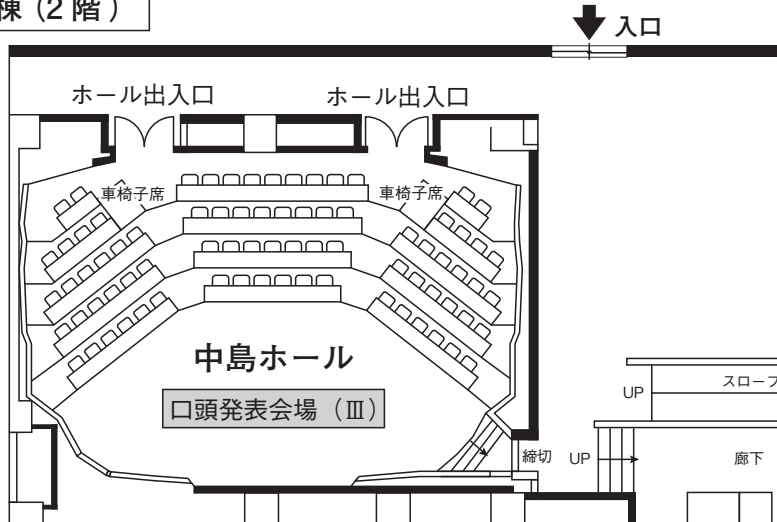 棟 (2 階 )
入口
ホール出入口
ホール出入口
車椅子席
車椅子席
中島ホール
口頭発表会場 (Ⅲ)
UP
スロープ
締切
UP
廊下